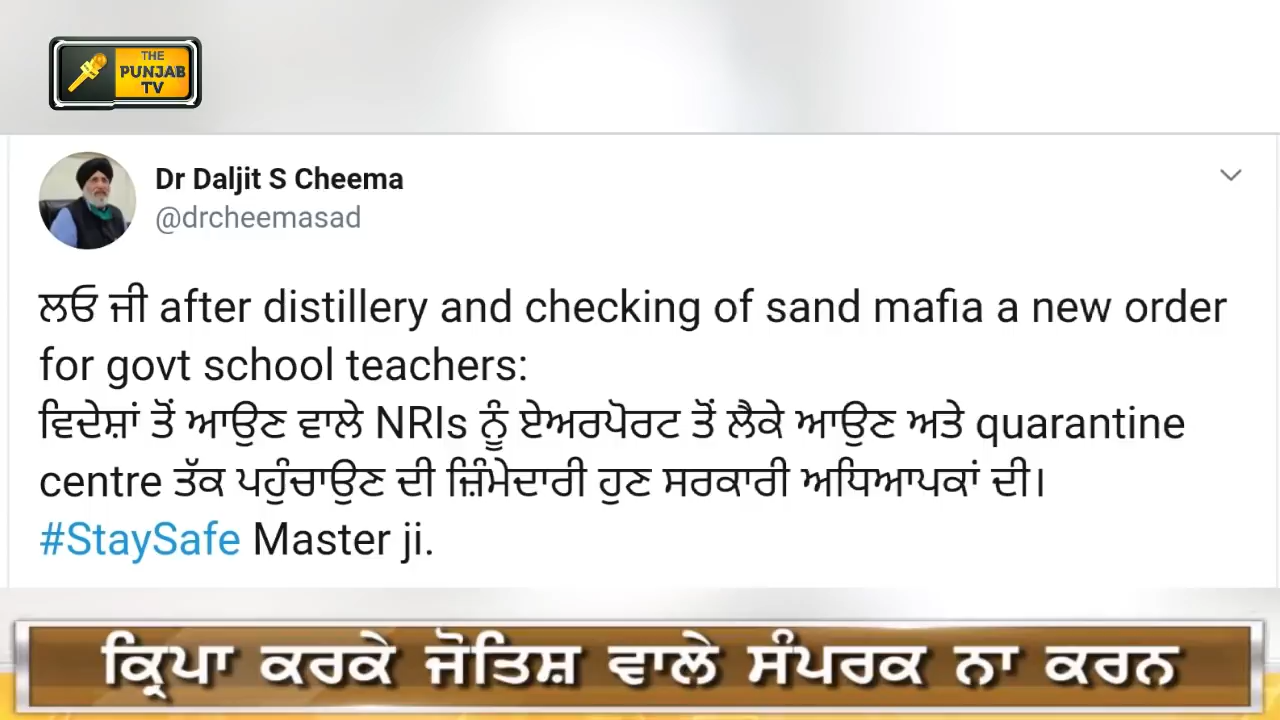 THE
PUNJAB
TV
Dr Daljit S Cheema
@drcheemasad
ਲਓ ਜੀ after distillery and checking of sand mafia a new order
for govt school teachers:
ਵਿਦੇਸ਼ਾਂ ਤੋਂ ਆਉਣ ਵਾਲੇ NRIs ਨੂੰ ਏਅਰਪੋਰਟ ਤੋਂ ਲੈਕੇ ਆਉਣ ਅਤੇ quarantine
centre ਤੱਕ ਪਹੁੰਚਾਉਣ ਦੀ ਜ਼ਿੰਮੇਦਾਰੀ ਹੁਣ ਸਰਕਾਰੀ ਅਧਿਆਪਕਾਂ ਦੀ।
#StaySafe Master ji.
ਕ੍ਰਿਪਾ ਕਰਕੇ ਜੋਤਿਸ਼ ਵਾਲੇ ਸੰਪਰਕ ਨਾ ਕਰਨ